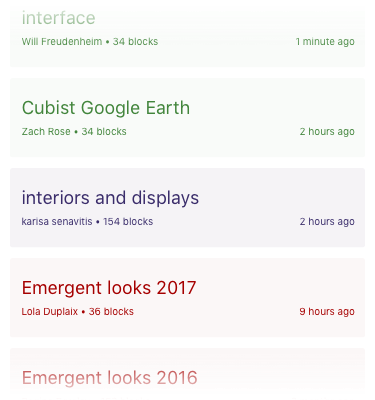 interface
Will Freudenheim • 34 blocks 1 minute ago
Cubist Google Earth
Zach Rose • 34 blocks 2 hours ago
interiors and displays
karisa senavitis • 154 blocks 2 hours ago
Emergent looks 2017
Lola Duplaix • 36 blocks 9 hours ago
Emergent looks 2016